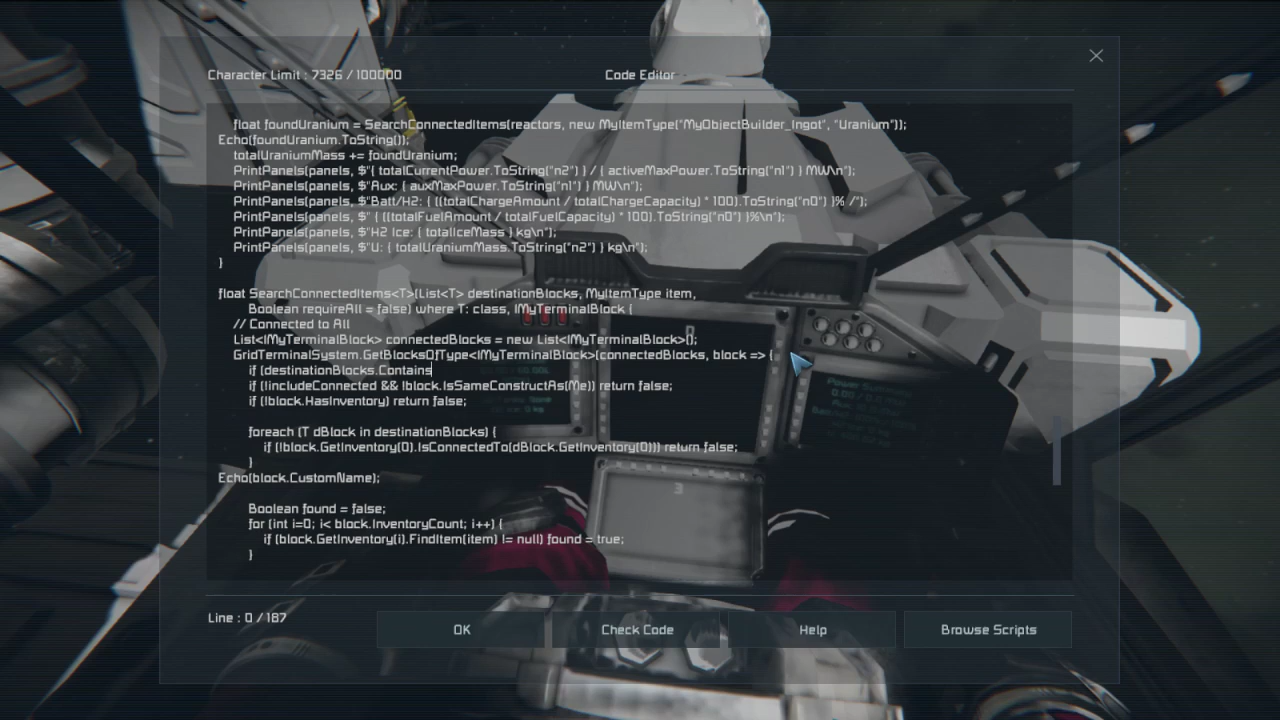 Character Limit : 7326 / 100000
Code Editor
float foundUranium = SearchConnectedItems(reactors, new MyItemType("MyObjectBuilder_Ingot", "Uranium"));
Echo(foundUranium.ToString());
totalUraniumMass += foundUranium;
PrintPanels(panels, $"{ totalCurrentPower.ToString("n2") } / { activeMaxPower.ToString("n1") } MW\n");
PrintPanels(panels, $"Aux: { auxMaxPower.ToString("n1") } MW\n");
PrintPanels(panels, $"Batt/H2: { ((totalChargeAmount / totalChargeCapacity) * 100).ToString("n0") }% /");
PrintPanels(panels, $" { (((totalFuelAmount / totalFuelCapacity) * 100).ToString("n0") }%\n");
PrintPanels(panels, $"H2 Ice: { totalIceMass } kg\n");
PrintPanels(panels, $"U: { totalUraniumMass.ToString("n2") } kg\n");
}
float SearchConnectedItems<T>(List<T> destinationBlocks, MyItemType item,
Boolean requireAll = false) where T: class, IMyTerminalBlock {
// Connected to All
List<IMyTerminalBlock> connectedBlocks = new List<IMyTerminalBlock>();
GridTerminalSystem.GetBlocksOfType<IMyTerminalBlock>(connectedBlocks, block => {
if (destinationBlocks.Contains
if (!includeConnected && !block.IsSameConstructAs(Me)) return false;
if (!block.HasInventory) return false;
foreach (T dBlock in destinationBlocks) {
if (!block.GetInventory(0).IsConnectedTo(dBlock.GetInventory(0))) return false;
}
Echo(block.CustomName);
Boolean found = false;
for (int i=0; i< block.InventoryCount; i++) {
if (block.GetInventory(i).FindItem(item) != null) found = true;
}
Line : 0 / 187
OK
Check Code
Help
Browse Scripts